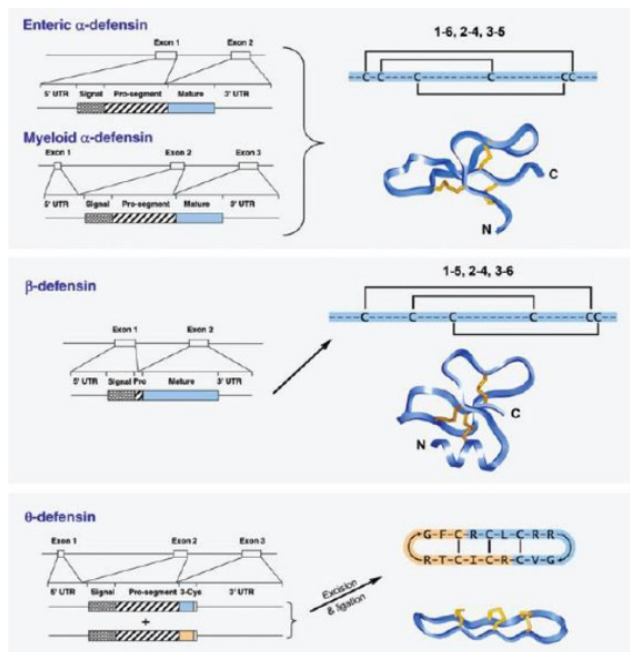 Enteric α-defensin
Exon 1 Exon 2
5' UTR Signal Pro-segment Mature 3' UTR
1-6, 2-4, 3-5
C C C C CC
Myeloid α-defensin
Exon 1 Exon 2 Exon 3
5' UTR Signal Pro-segment Mature 3' UTR
C
N
β-defensin
Exon 1 Exon 2
5' UTR Signal Pro Mature 3' UTR
1-5, 2-4, 3-6
C C C C CC
C
N
θ-defensin
Exon 1 Exon 2 Exon 3
5' UTR Signal Pro-segment 3-Cys 3' UTR
+
Excision
& ligation
G-F-C-R-C-L-C-R-R
R-T-C-I-C-R-C-V-G